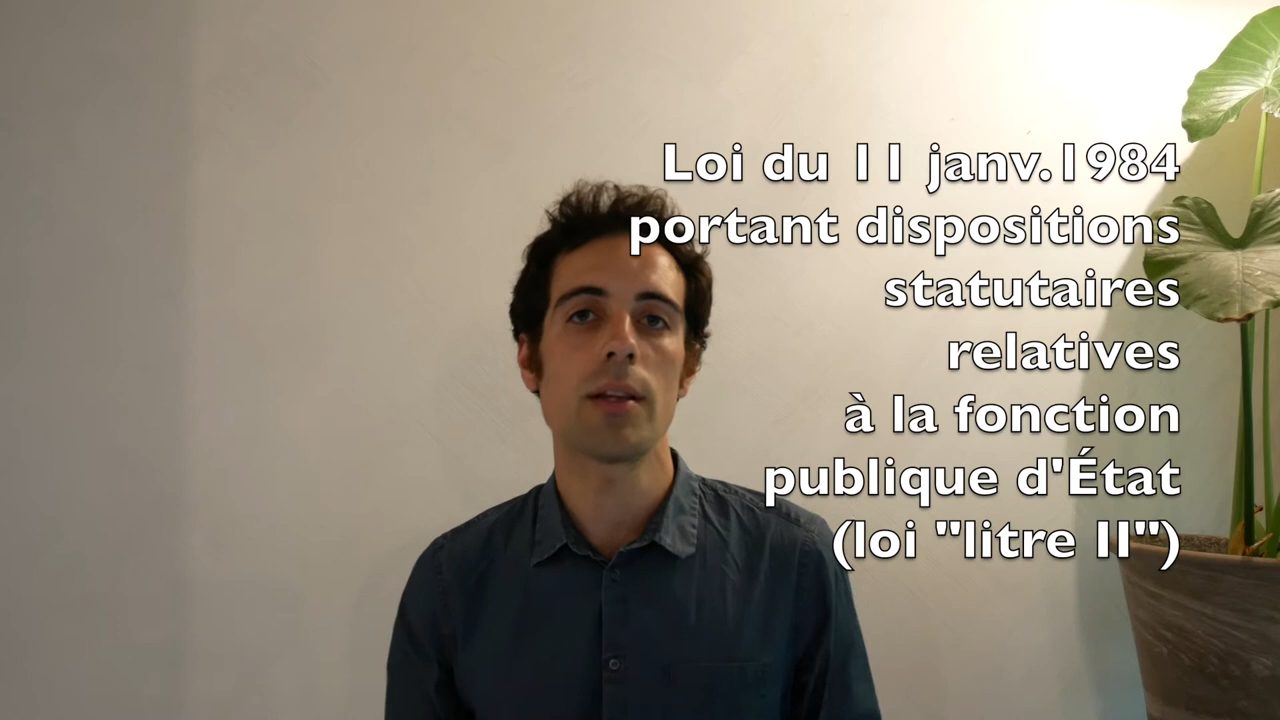 Loi du 11 janv.1984
portant dispositions
statutaires
relatives
à la fonction
publique d'État
(loi "litre II")